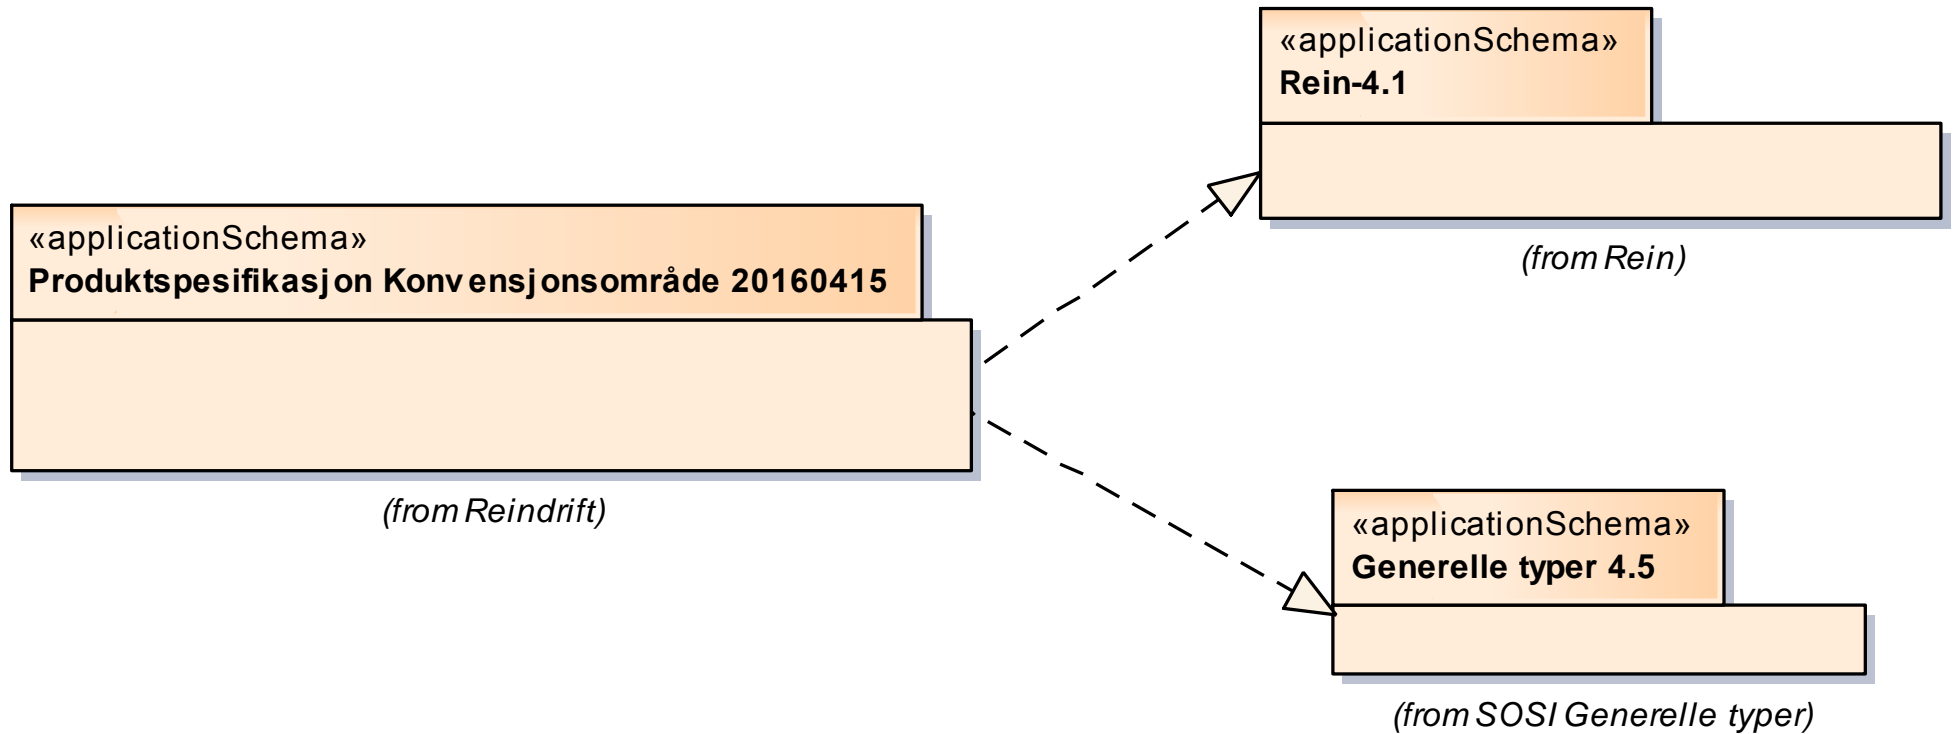 «applicationSchema»
Rein-4.1
(from Rein)
«applicationSchema»
Produktspesifikasjon Konvensjonsområde 20160415
(from Reindrift)
«applicationSchema»
Generelle typer 4.5
(from SOSI Generelle typer)